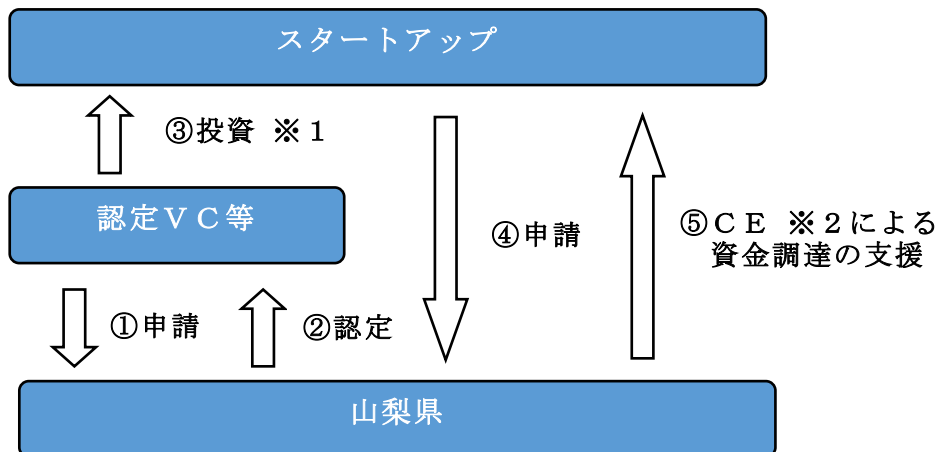 スタートアップ
③投資 ※１
認定ＶＣ等
④申請
⑤ＣＥ ※２による
資金調達の支援
①申請
②認定
山梨県